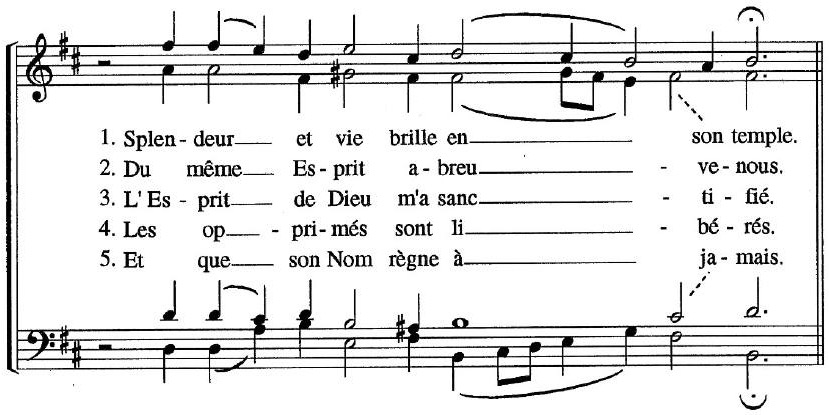 1. Splen - deur et vie brille en son temple.
2. Du même Es - prit a - breu - ve - nous.
3. L' Es - prit de Dieu m'a sanc - ti - fié.
4. Les op - pri - més sont li - bé - rés.
5. Et que son Nom règne à ja - mais.